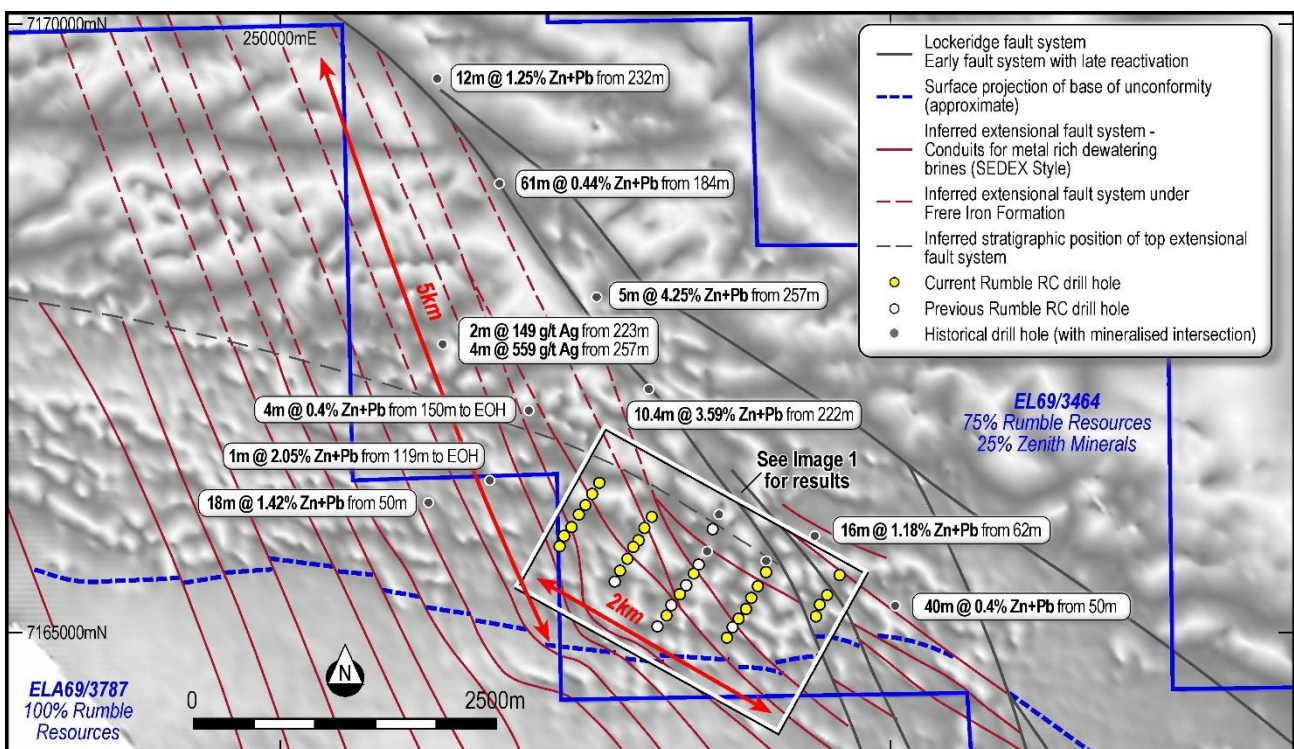 7170000mN
250000mE
12m @ 1.25% Zn+Pb from 232m
61m @ 0.44% Zn+Pb from 184m
5km
5m @ 4.25% Zn+Pb from 257m
2m @ 149 g/t Ag from 223m
4m @ 559 g/t Ag from 257m
4m @ 0.4% Zn+Pb from 150m to EOH
10.4m @ 3.59% Zn+Pb from 222m
1m @ 2.05% Zn+Pb from 119m to EOH
18m @ 1.42% Zn+Pb from 50m
See Image 1
for results
16m @ 1.18% Zn+Pb from 62m
2km
40m @ 0.4% Zn+Pb from 50m
7165000mN
ELA69/3787
100% Rumble
Resources
N
0
2500m
EL69/3464
75% Rumble Resources
25% Zenith Minerals
Lockeridge fault system
Early fault system with late reactivation
Surface projection of base of unconformity
(approximate)
Inferred extensional fault system -
Conduits for metal rich dewatering
brines (SEDEX Style)
Inferred extensional fault system under
Frere Iron Formation
Inferred stratigraphic position of top extensional
fault system
Current Rumble RC drill hole
Previous Rumble RC drill hole
Historical drill hole (with mineralised intersection)